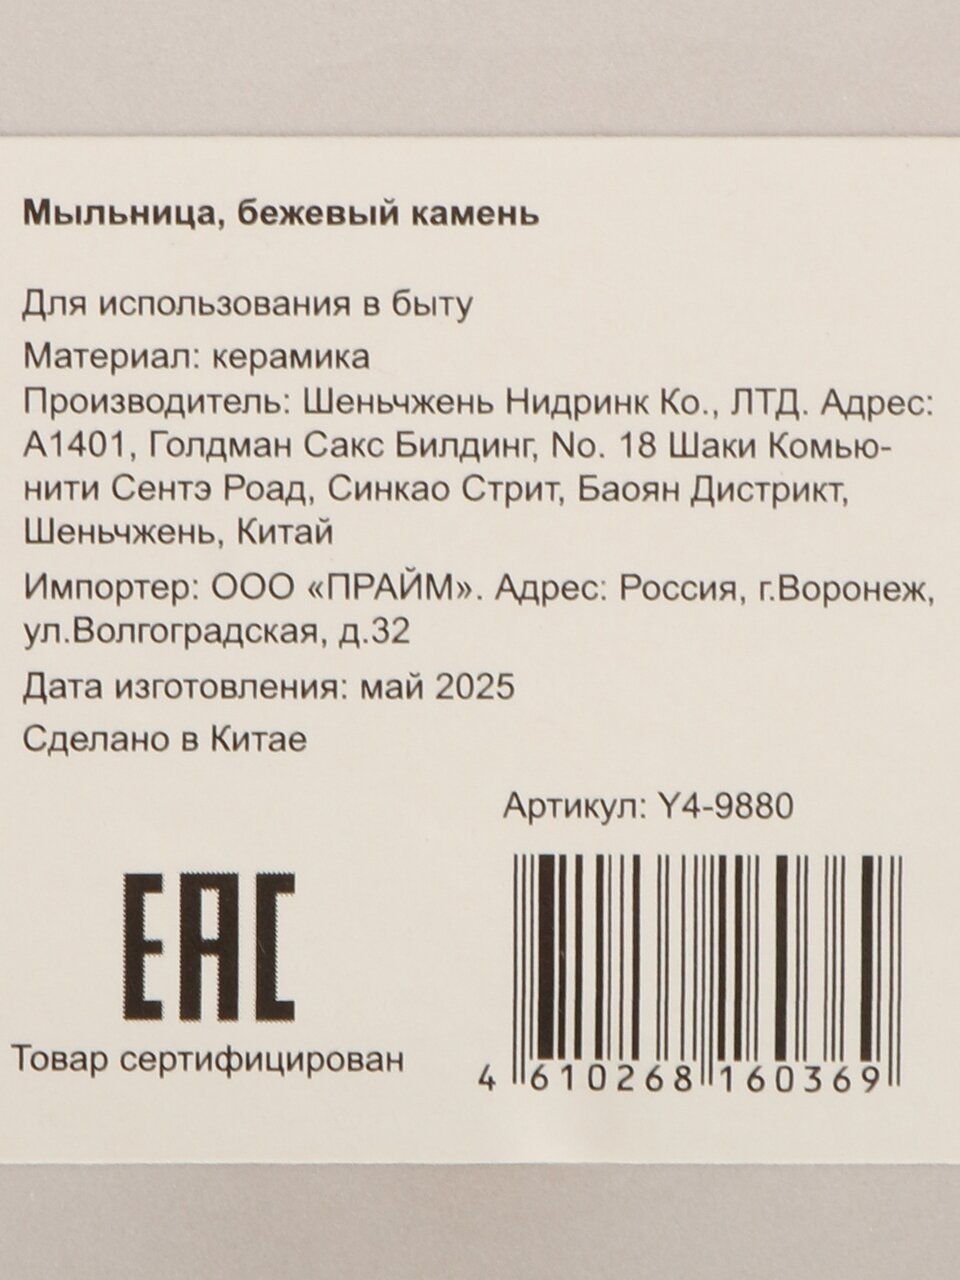 Мыльница, бежевый камень
Для использования в быту
Материал: керамика
Производитель: Шеньчжень Нидринк Ко., ЛТД. Адрес:
А1401, Голдман Сакс Билдинг, No. 18 Шаки Комью-
нити Сентэ Роад, Синкао Стрит, Баоян Дистрикт,
Шеньчжень, Китай
Импортер: ООО «ПРАЙМ». Адрес: Россия, г.Воронеж,
ул.Волгоградская, д.32
Дата изготовления: май 2025
Сделано в Китае
Артикул: Y4-9880
EAC
Товар сертифицирован
4 610268 160369